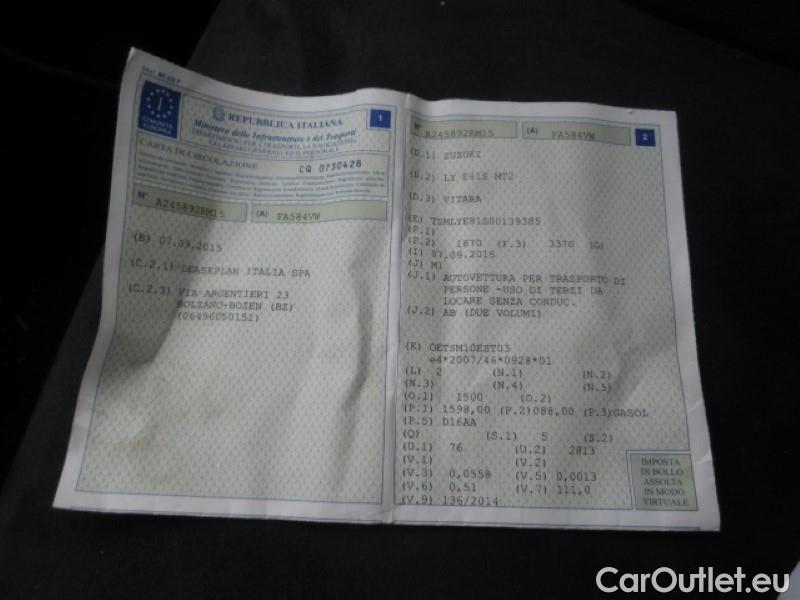 I
COMUNITÀ
EUROPEA
REPUBBLICA ITALIANA
1
Ministero delle Infrastrutture e dei Trasporti
CARTA DI CIRCOLAZIONE
CQ 0730428
N° A245892RM15 (A) FA584VW
(B) 07.09.2015
(C.2.1) LEASEPLAN ITALIA SPA
(C.2.3) VIA ARGENTIERI 23
BOLZANO-BOZEN (BZ)
(06496050151)
N° A245892RM15 (A) FA584VW
2
(D.1) SUZUKI
(D.2) LY E81S MT2
(D.3) VITARA
(E) TSMLYE81S00139385
(F.1)
(F.2) 1870 (F.3) 3370 (G)
(I) 07.09.2015
(J) M1
(J.1) AUTOVETTURA PER TRASPORTO DI
PERSONE -USO DI TERZI DA
LOCARE SENZA CONDUC.
(J.2) AB (DUE VOLUMI)
(K) OETSM10EST03
e4*2007/46*0928*01
(L) 2 (N.1) (N.2)
(N.3) (N.4) (N.5)
(O.1) 1500 (O.2)
(P.1) 1598,00 (P.2)088,00 (P.3)GASOL
(P.5) D16AA
(Q) (S.1) 5 (S.2)
(U.1) 76 (U.2) 2813
(V.1) (V.2)
(V.3) 0,0558 (V.5) 0,0013
(V.6) 0,51 (V.7) 111,0
(V.9) 136/2014
IMPOSTA
DI BOLLO
ASSOLTA
IN MODO
VIRTUALE
CarOutlet.eu